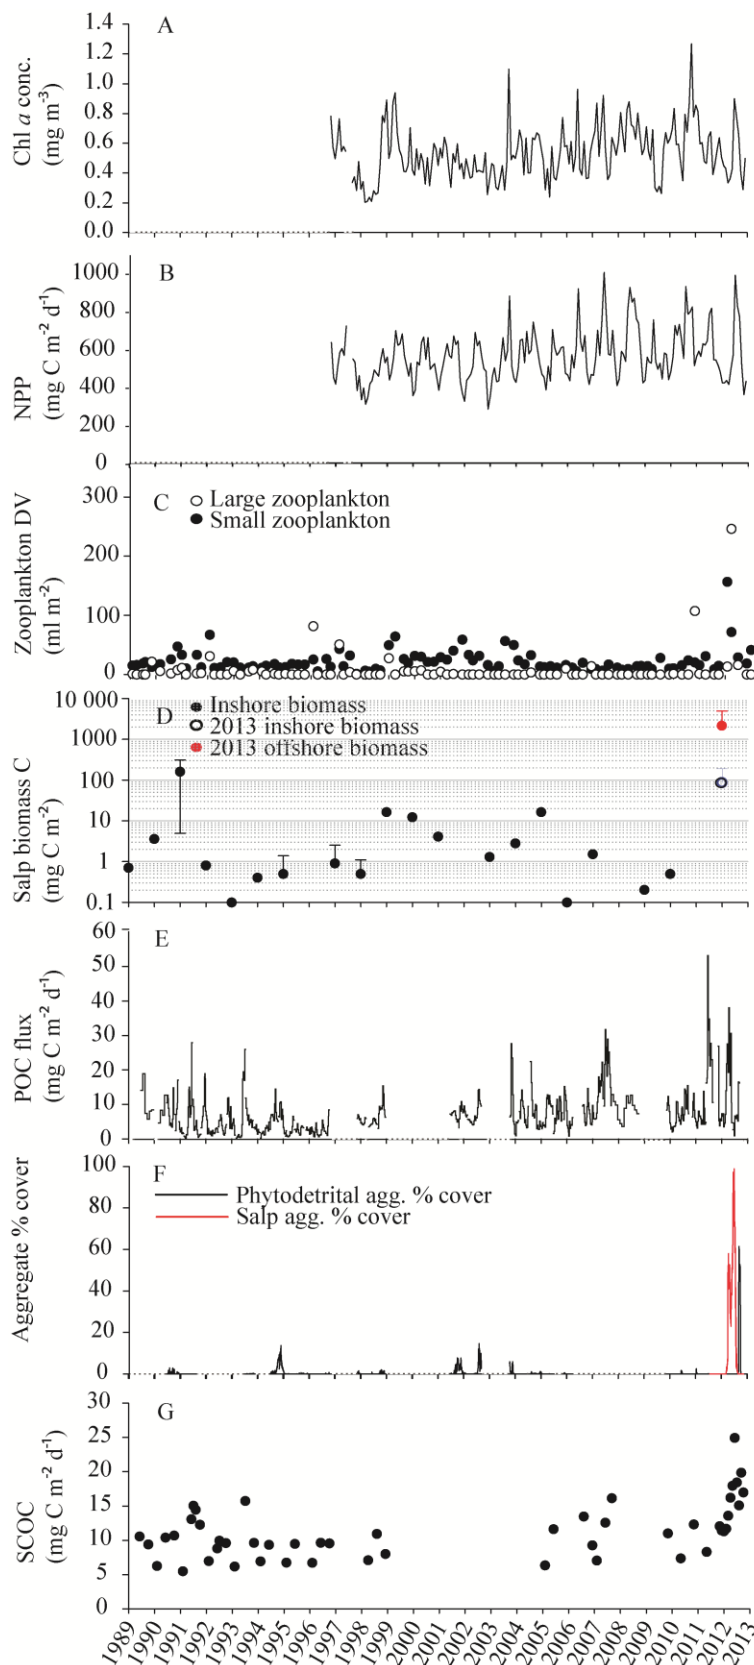 A
Chl a conc.
(mg m-3)
1.4
1.2
1.0
0.8
0.6
0.4
0.2
0.0
B
NPP
(mg C m-2 d-1)
1000
800
600
400
200
0
C
Large zooplankton
Small zooplankton
Zooplankton DV
(ml m-2)
300
200
100
0
D
Inshore biomass
2013 inshore biomass
2013 offshore biomass
Salp biomass C
(mg C m-2)
10 000
1000
100
10
1
0.1
E
POC flux
(mg C m-2 d-1)
60
50
40
30
20
10
0
F
Phytodetrital agg. % cover
Salp agg. % cover
Aggregate % cover
100
80
60
40
20
0
G
SCOC
(mg C m-2 d-1)
30
25
20
15
10
5
0
1989
1990
1991
1992
1993
1994
1995
1996
1997
1998
1999
2000
2001
2002
2003
2004
2005
2006
2007
2008
2009
2010
2011
2012
2013